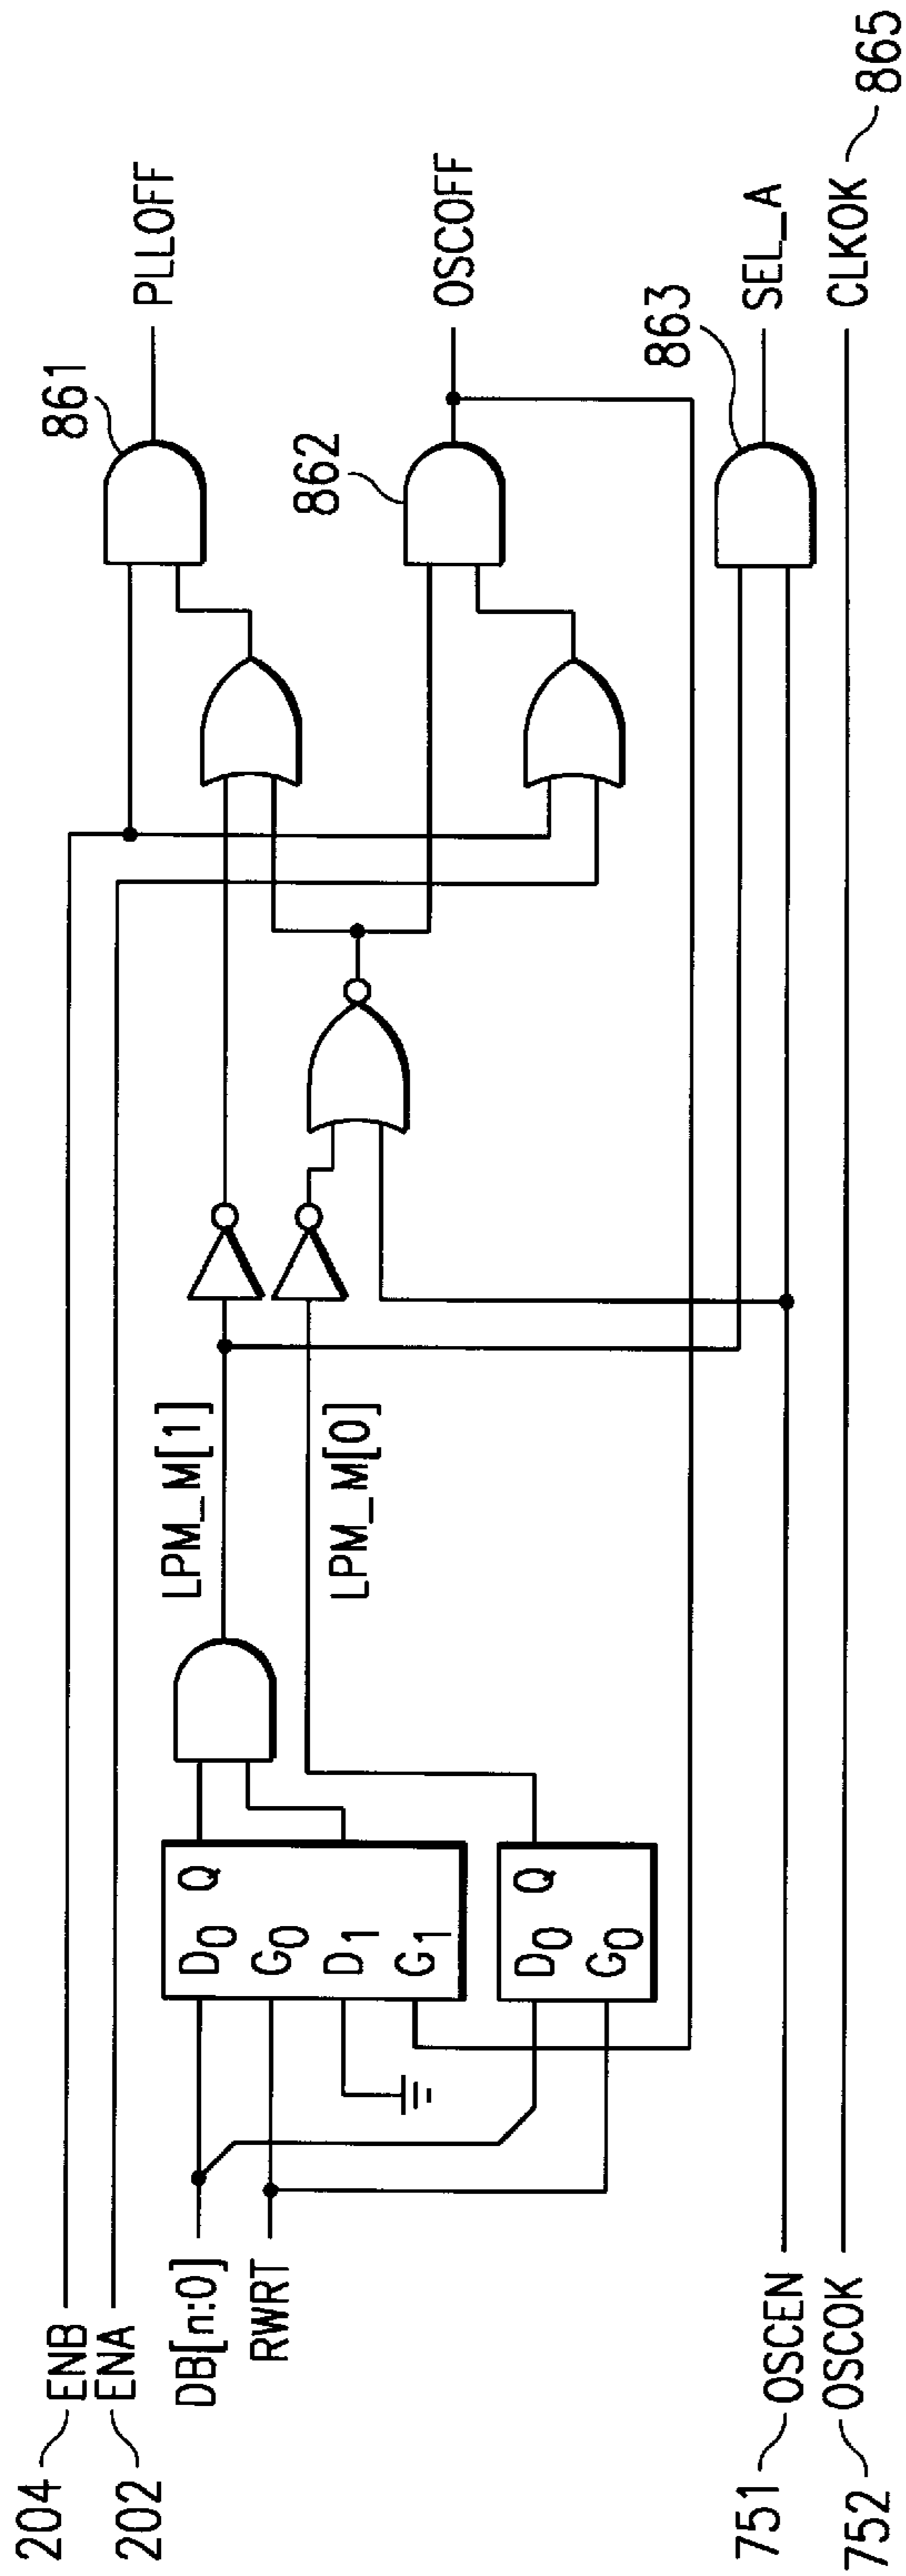 204 ENB
202 ENA
DB[n:0]
RWRT
751 OSCEN
752 OSCOK
D0 Q
G0
D1
G1
D0 Q
G0
LPM_M[1]
LPM_M[0]
861
PLLOFF
862
OSCOFF
863
SEL_A
CLKOK 865